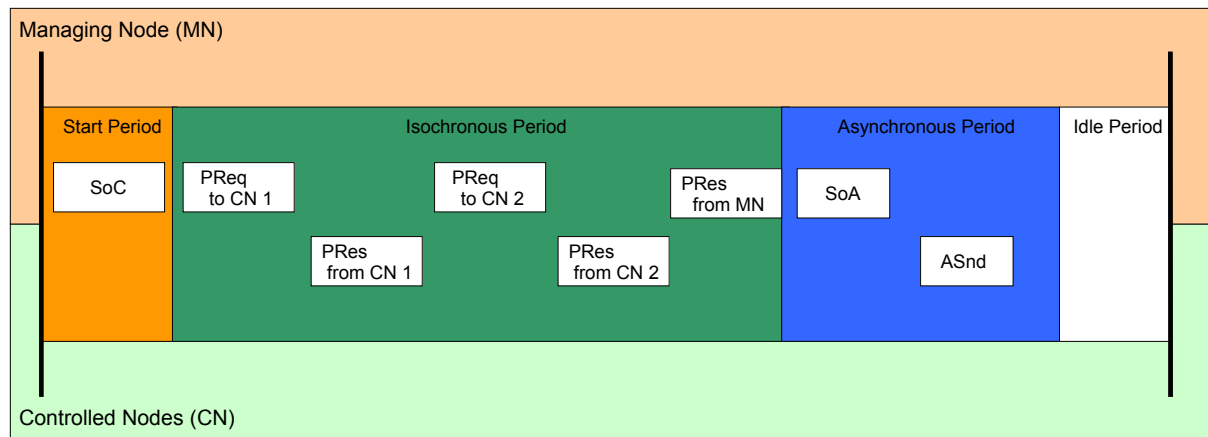 Managing Node (MN)
Start Period
Isochronous Period
Asynchronous Period
Idle Period
SoC
PReq
to CN 1
PRes
from CN 1
PReq
to CN 2
PRes
from CN 2
PRes
from MN
SoA
ASnd
Controlled Nodes (CN)